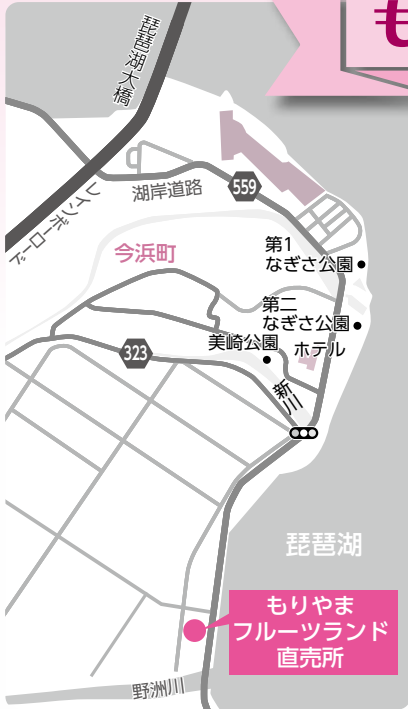 も
琵琶湖大橋
湖岸道路
559
レインボーロード
今浜町
第1
なぎさ公園
第二
なぎさ公園
美崎公園
ホテル
323
新川
琵琶湖
もりやま
フルーツランド
直売所
野洲川